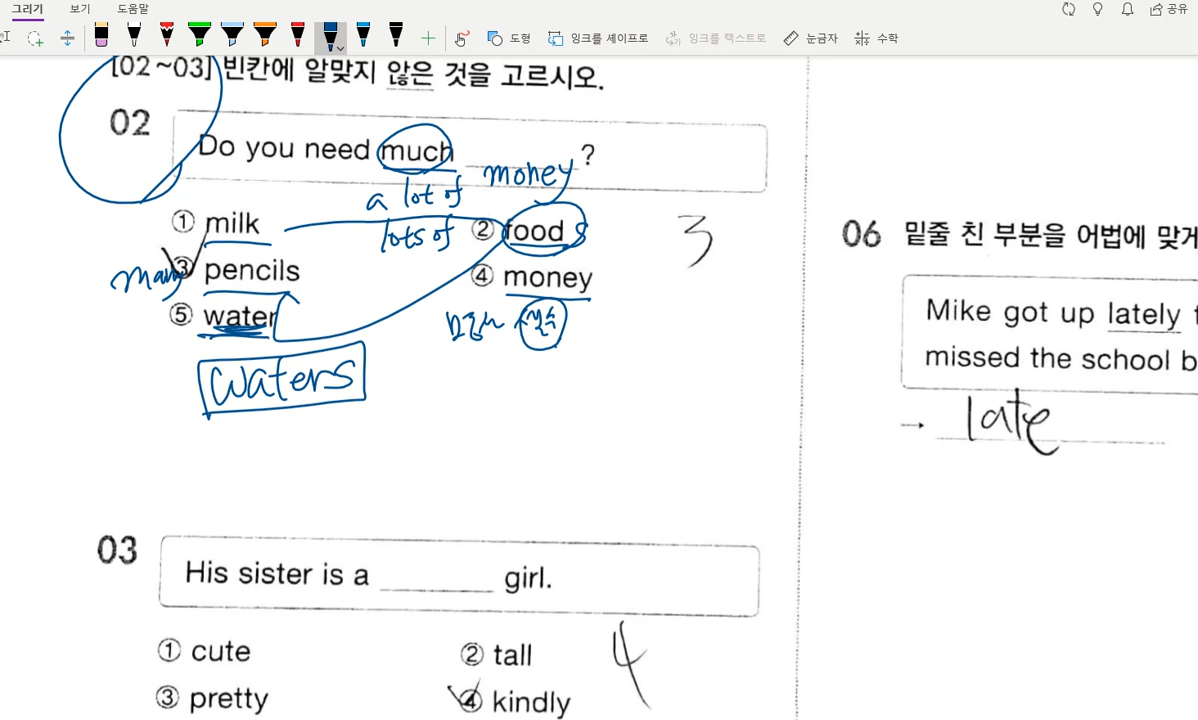 그리기 보기 도움말 공유
도형 잉크를 셰이프로 잉크를 텍스트로 눈금자 수학
[02~03] 빈칸에 알맞지 않은 것을 고르시오.
02
Do you need much ________ ?
money
a lot of
lots of
① milk ② foods
many ③ pencils ④ money
3
⑤ water
waters
03
His sister is a ________ girl.
① cute ② tall
③ pretty ④ kindly
4
06 밑줄 친 부분을 어법에 맞게
Mike got up lately
missed the school b
→ late